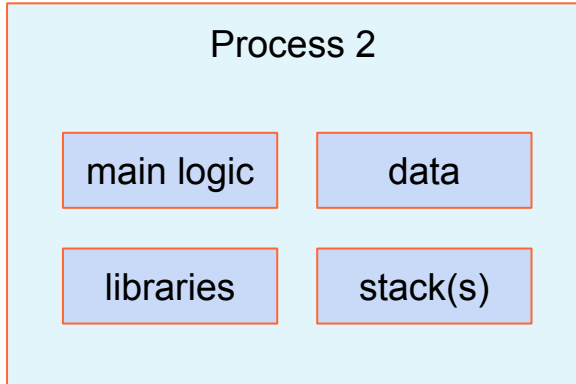 Process 2
main logic
data
libraries
stack(s)